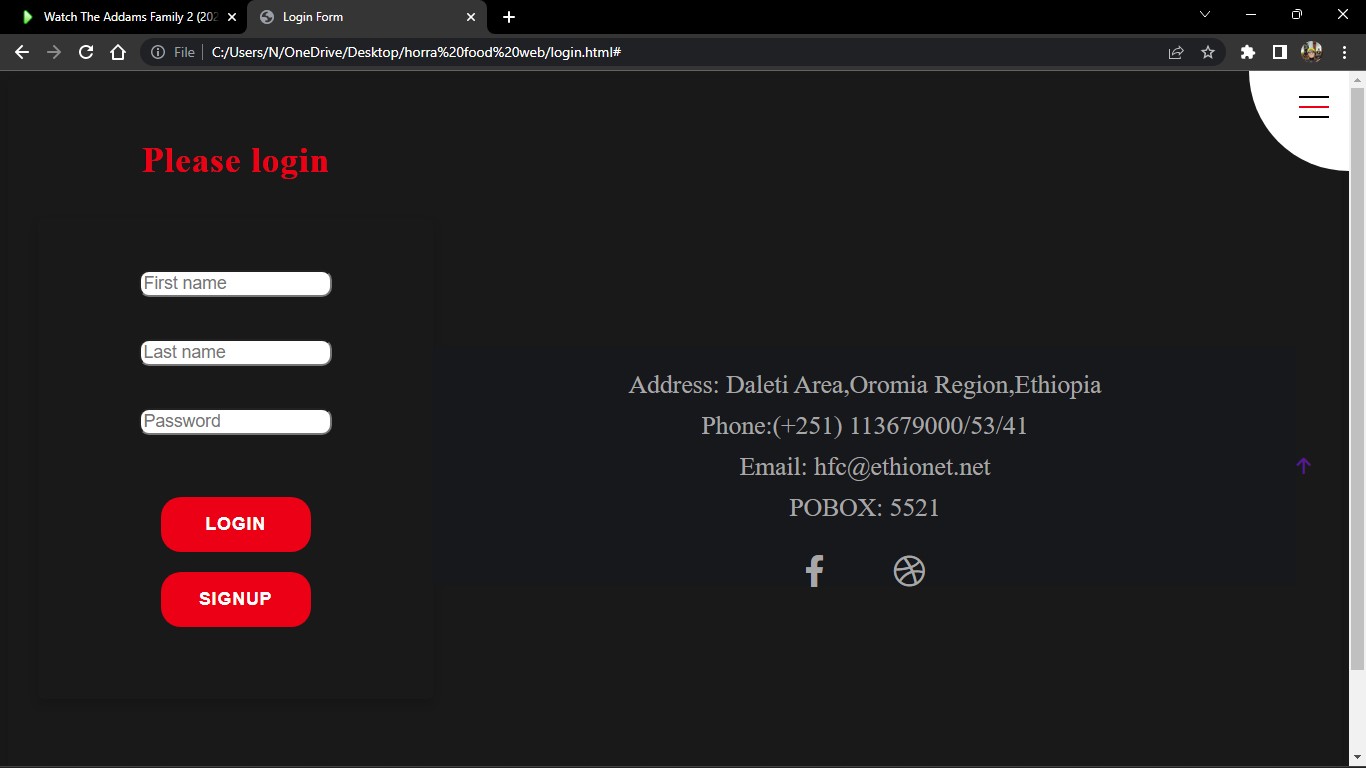 Watch The Addams Family 2 (202
Login Form
File
C:/Users/N/OneDrive/Desktop/horra%20food%20web/login.html#
Please login
First name
Last name
Password
LOGIN
SIGNUP
Address: Daleti Area,Oromia Region,Ethiopia
Phone:(+251) 113679000/53/41
Email: hfc@ethionet.net
POBOX: 5521